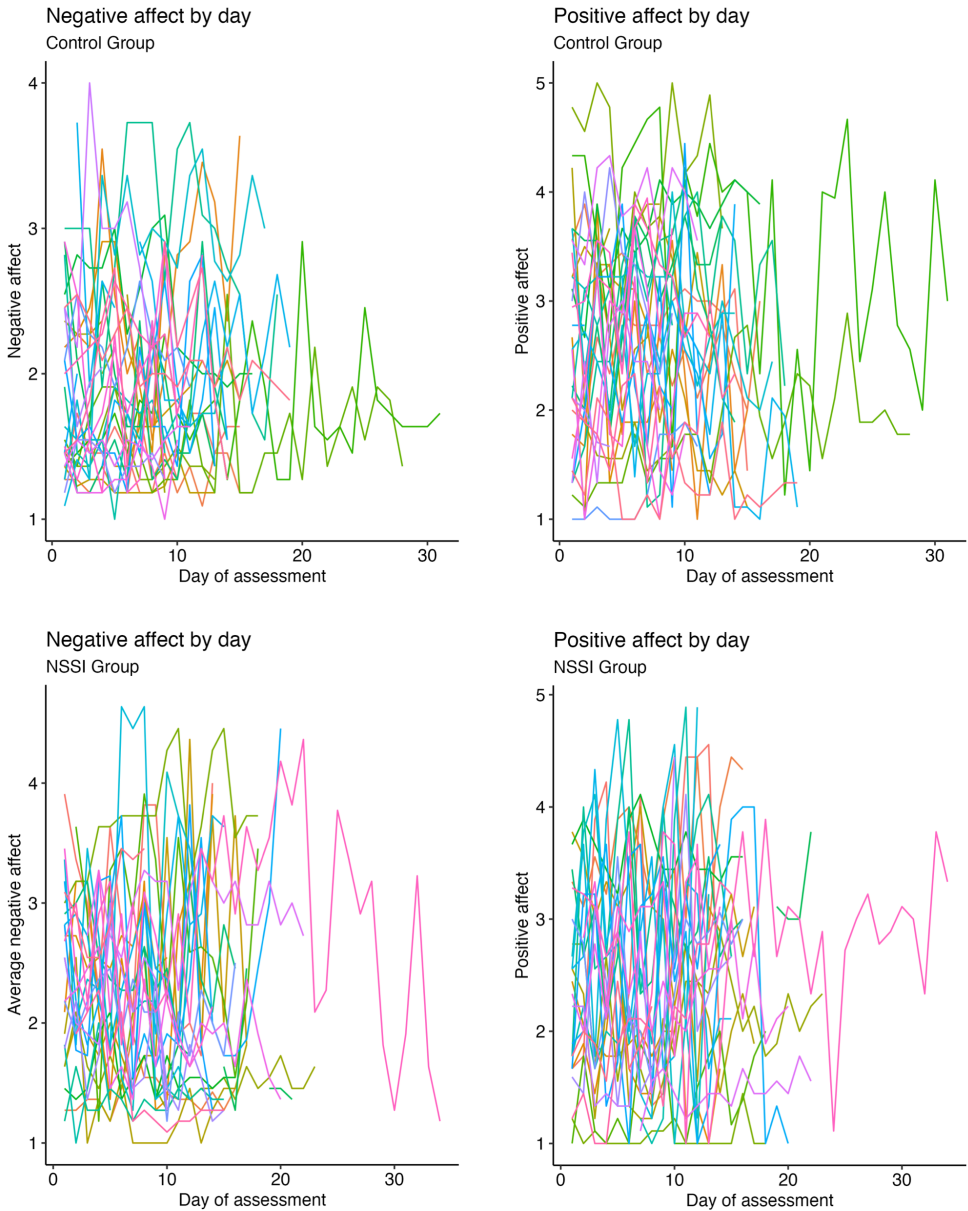 Negative affect by day
Control Group
4
3
2
1
Negative affect
0
10
20
30
Day of assessment
Positive affect by day
Control Group
5
4
3
2
1
Positive affect
0
10
20
30
Day of assessment
Negative affect by day
NSSI Group
4
3
2
1
Average negative affect
0
10
20
30
Day of assessment
Positive affect by day
NSSI Group
5
4
3
2
1
Positive affect
0
10
20
30
Day of assessment